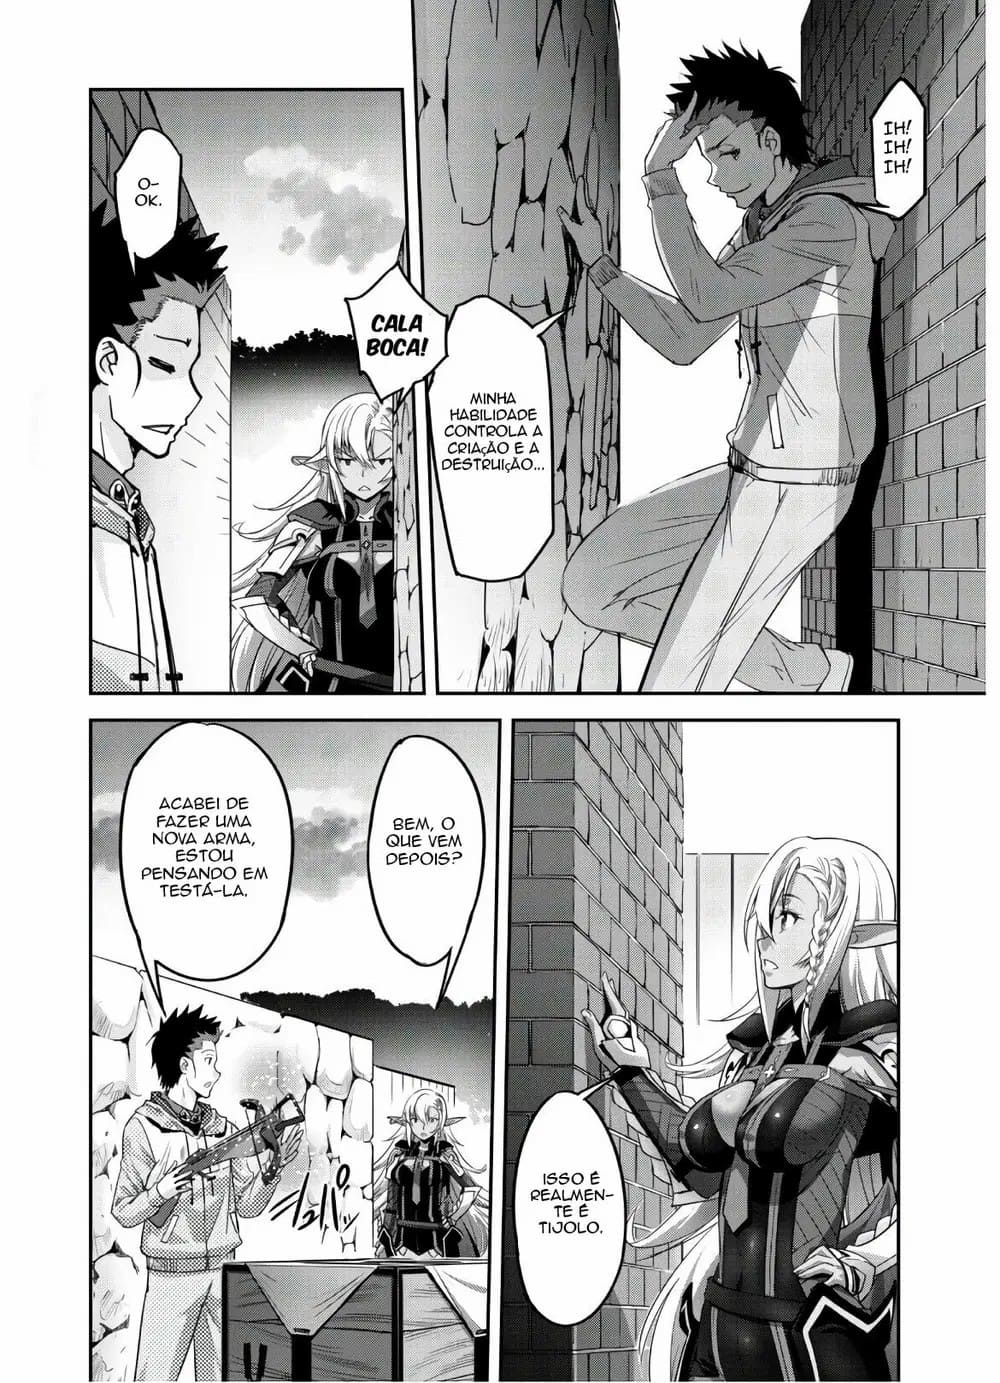 IH!
IH!
IH!
MINHA
HABILIDADE
CONTROLA A
CRIAÇÃO E A
DESTRUIÇÃO...
CALA
BOCA!
O-
OK.
ISSO É
REALMEN-
TE É
TIJOLO.
BEM, O
QUE VEM
DEPOIS?
ACABEI DE
FAZER UMA
NOVA ARMA,
ESTOU
PENSANDO EM
TESTÁ-LA.